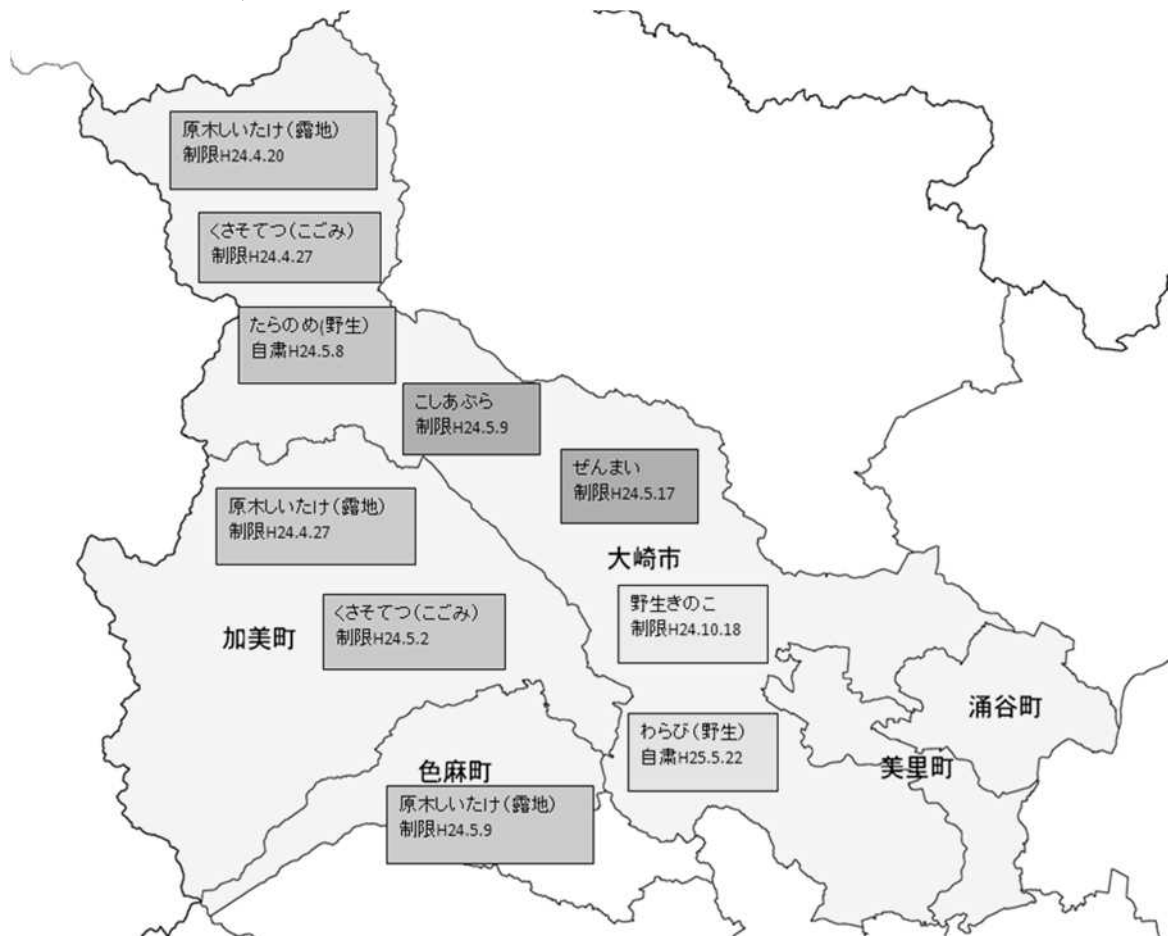 原木しいたけ(露地)
制限H24.4.20
くさそてつ(こごみ)
制限H24.4.27
たらのめ(野生)
自粛H24.5.8
こしあぶら
制限H24.5.9
ぜんまい
制限H24.5.17
原木しいたけ(露地)
制限H24.4.27
大崎市
野生きのこ
制限H24.10.18
くさそてつ(こごみ)
制限H24.5.2
加美町
涌谷町
わらび(野生)
自粛H25.5.22
美里町
色麻町
原木しいたけ(露地)
制限H24.5.9